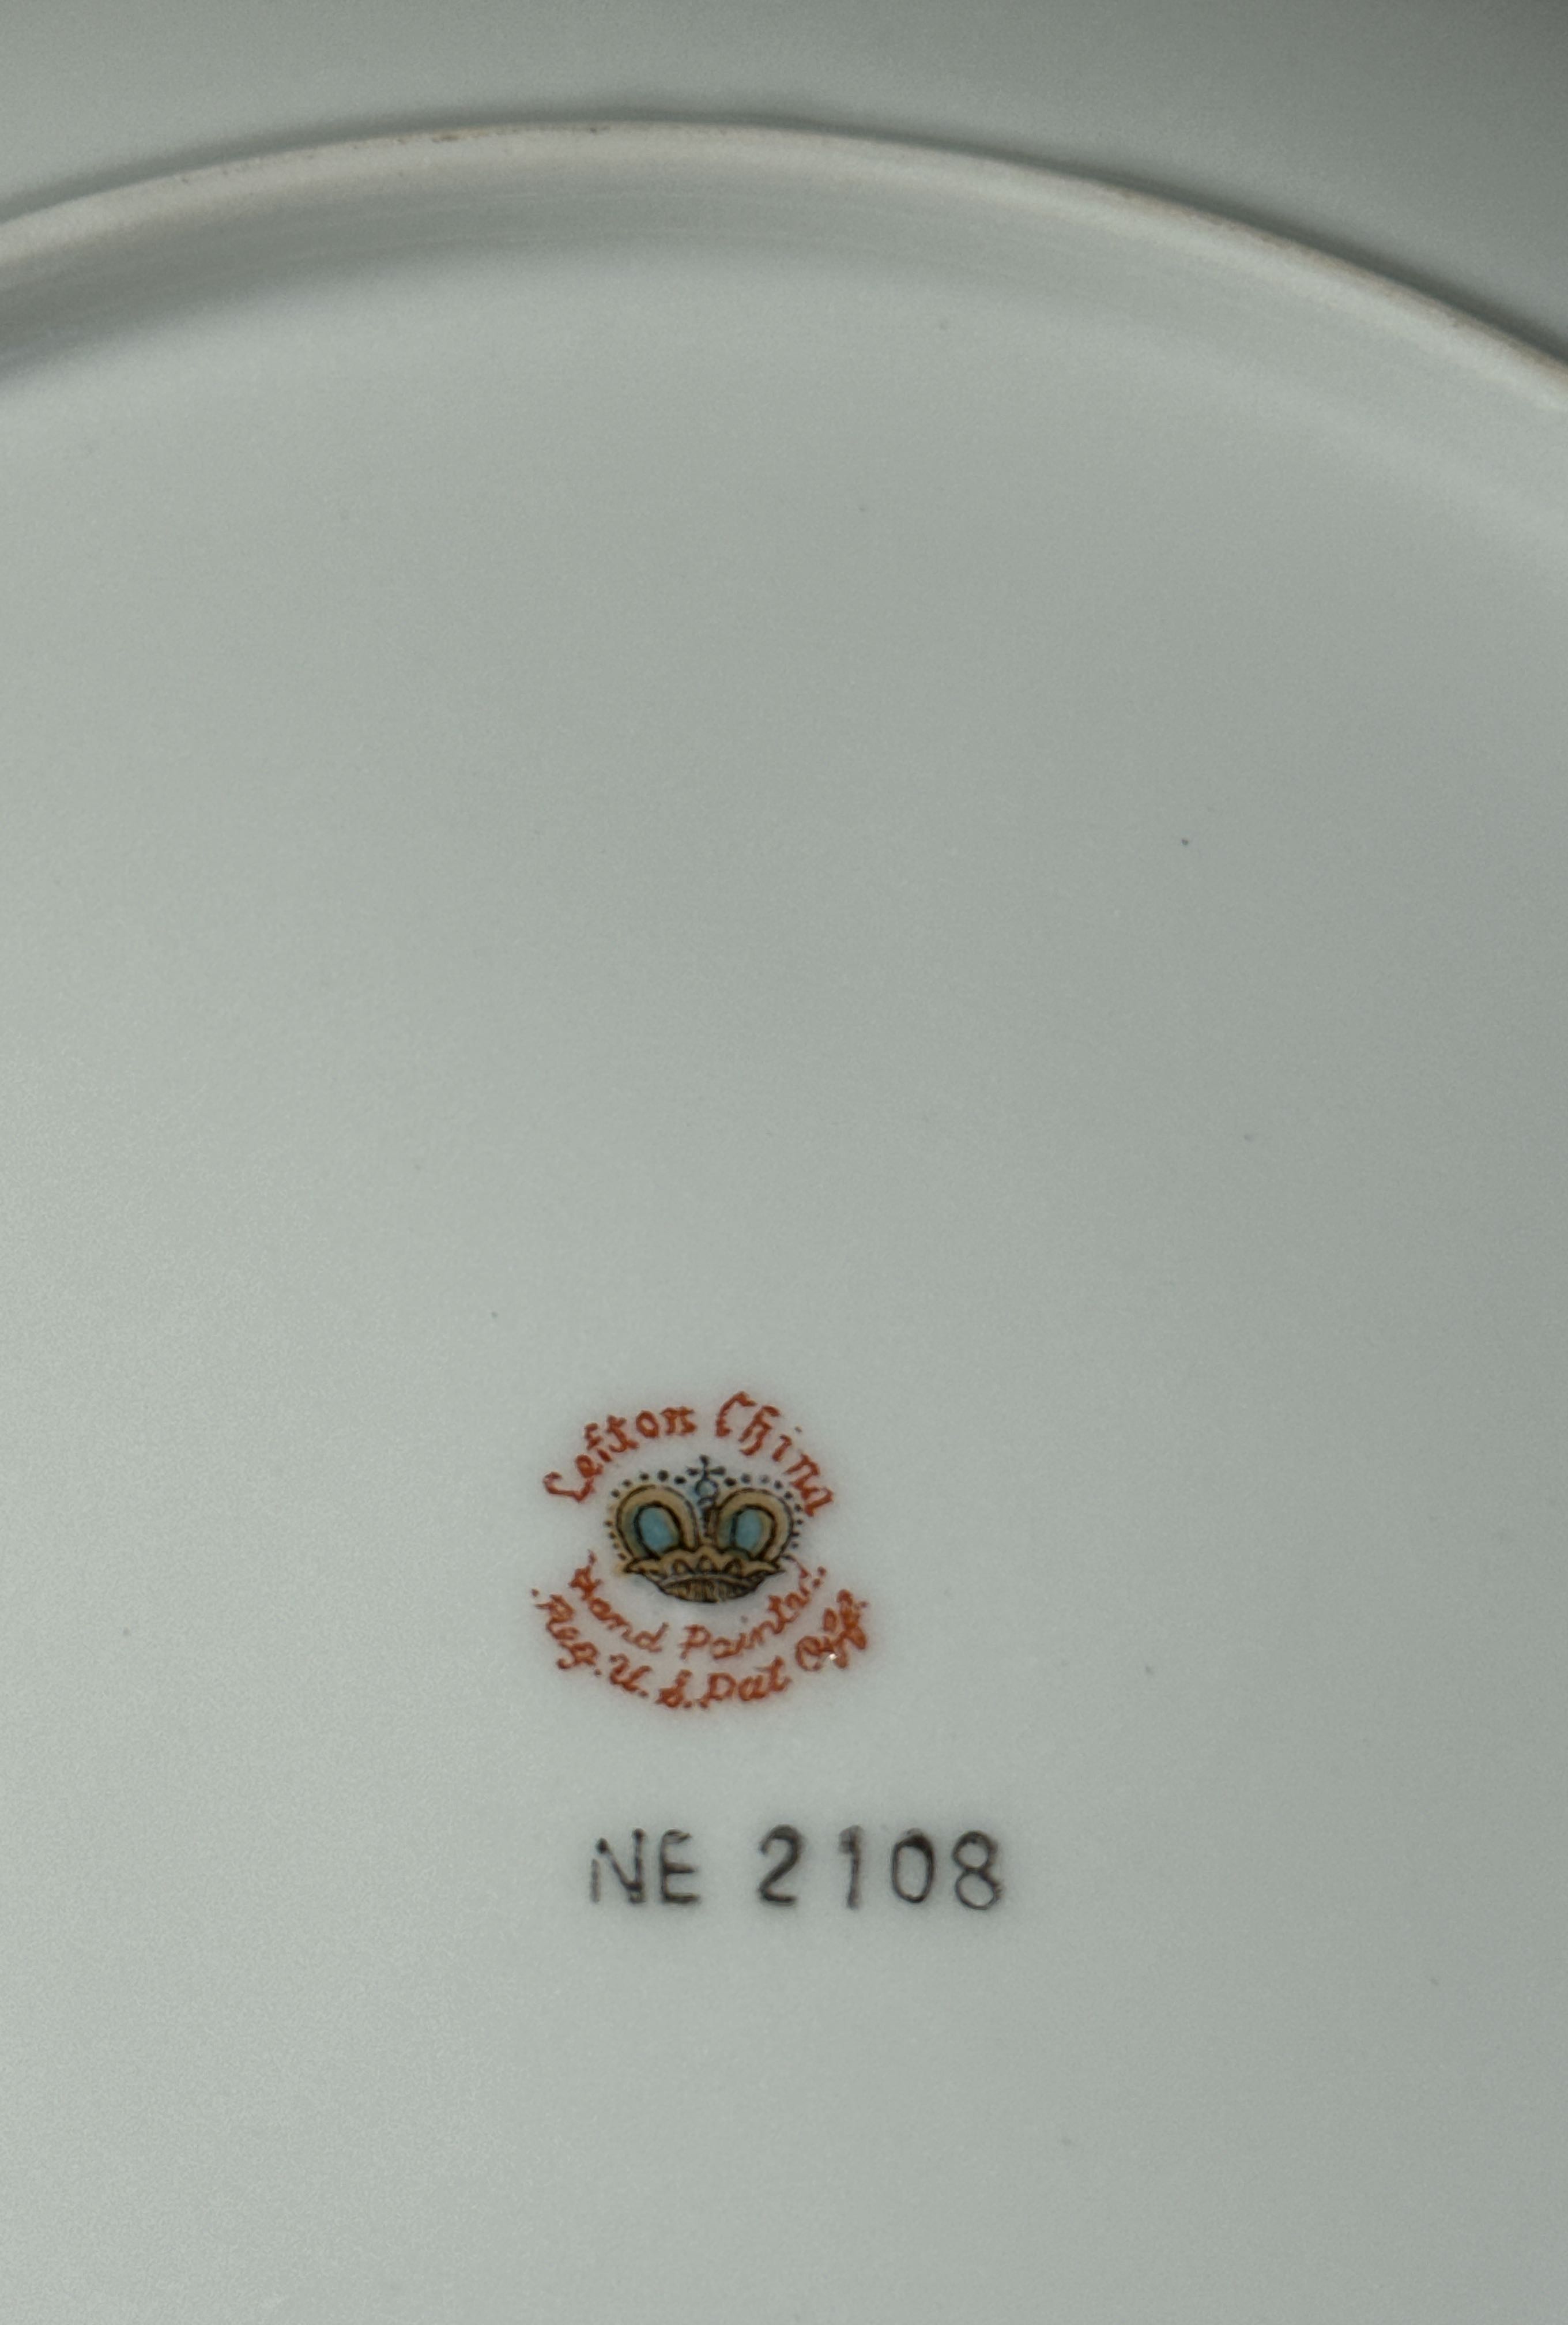 Lefton China
Hand Painted
Reg. U. S. Pat Off.
NE 2108